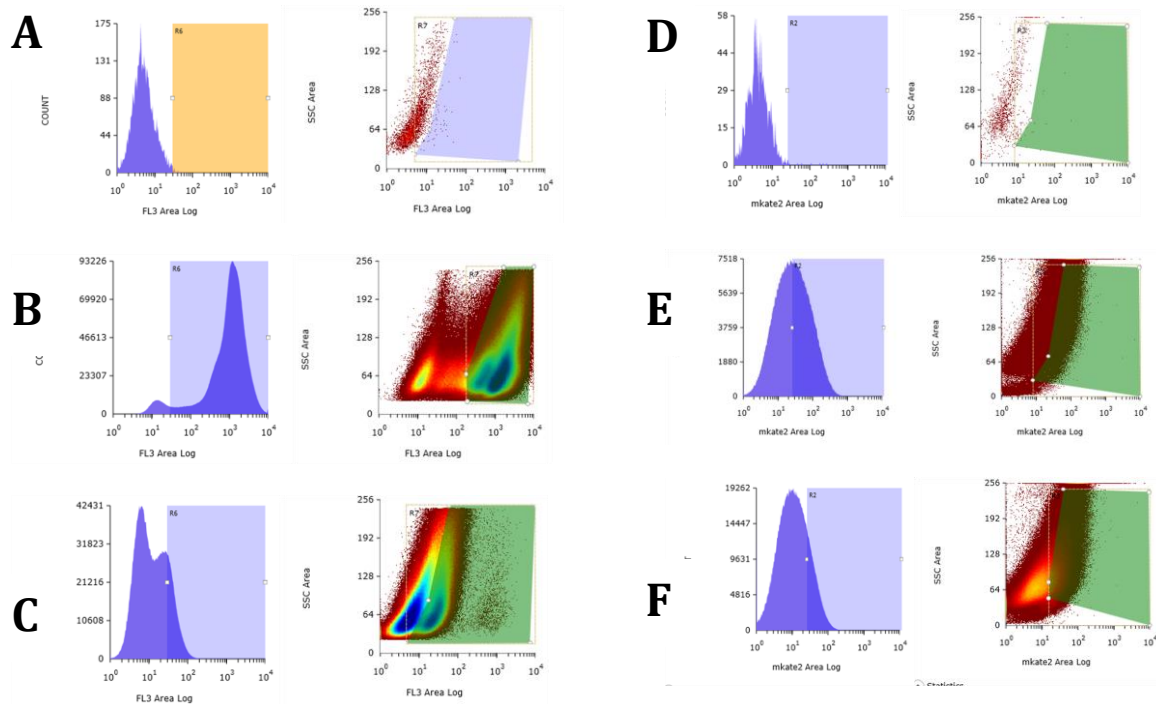 A
175
131
88
44
0
COUNT
R6
10^0 10^1 10^2 10^3 10^4
FL3 Area Log
256
192
128
64
0
SSC Area
R7
10^0 10^1 10^2 10^3 10^4
FL3 Area Log
D
58
44
29
15
0
R2
10^0 10^1 10^2 10^3 10^4
mkate2 Area Log
256
192
128
64
0
SSC Area
R3
10^0 10^1 10^2 10^3 10^4
mkate2 Area Log
B
93226
69920
46613
23307
0
R6
10^0 10^1 10^2 10^3 10^4
FL3 Area Log
256
192
128
64
0
SSC Area
R7
10^0 10^1 10^2 10^3 10^4
FL3 Area Log
E
7518
5639
3759
1880
0
R2
10^0 10^1 10^2 10^3 10^4
mkate2 Area Log
256
192
128
64
0
SSC Area
10^0 10^1 10^2 10^3 10^4
mkate2 Area Log
C
42431
31823
21216
10608
0
R6
10^0 10^1 10^2 10^3 10^4
FL3 Area Log
256
192
128
64
0
SSC Area
R7
10^0 10^1 10^2 10^3 10^4
FL3 Area Log
F
19262
14447
9631
4816
0
R2
10^0 10^1 10^2 10^3 10^4
mkate2 Area Log
256
192
128
64
0
SSC Area
10^0 10^1 10^2 10^3 10^4
mkate2 Area Log